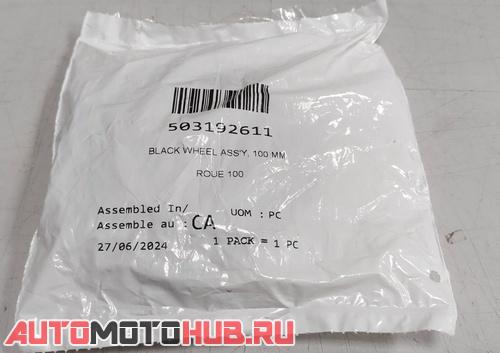 503192611
BLACK WHEEL ASS'Y, 100 MM
ROUE 100
Assembled In/ UOM : PC
Assemble au : CA
27/06/2024 1 PACK = 1 PC
AUTOMOTOHUB.RU